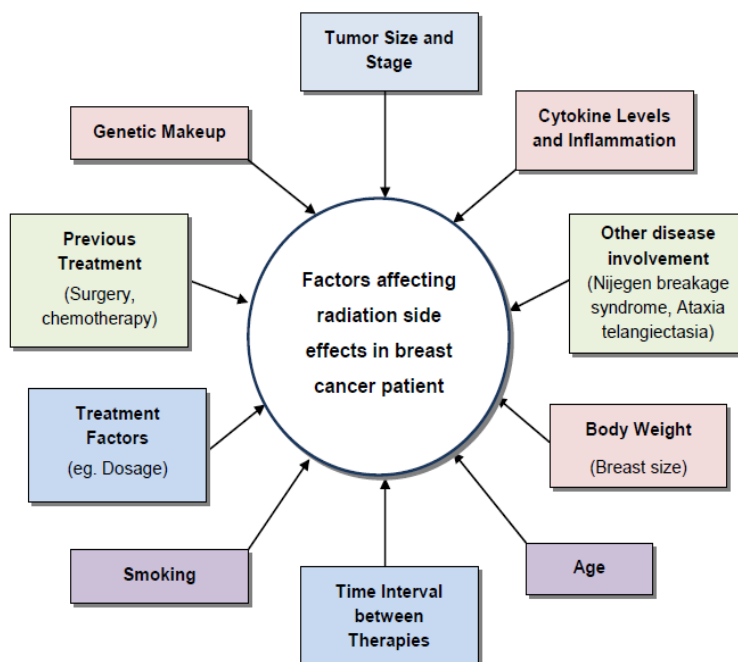 Tumor Size and
Stage
Genetic Makeup
Cytokine Levels
and Inflammation
Previous
Treatment
(Surgery,
chemotherapy)
Other disease
involvement
(Nijegen breakage
syndrome, Ataxia
telangiectasia)
Factors affecting
radiation side
effects in breast
cancer patient
Treatment
Factors
(eg. Dosage)
Body Weight
(Breast size)
Smoking
Age
Time Interval
between
Therapies